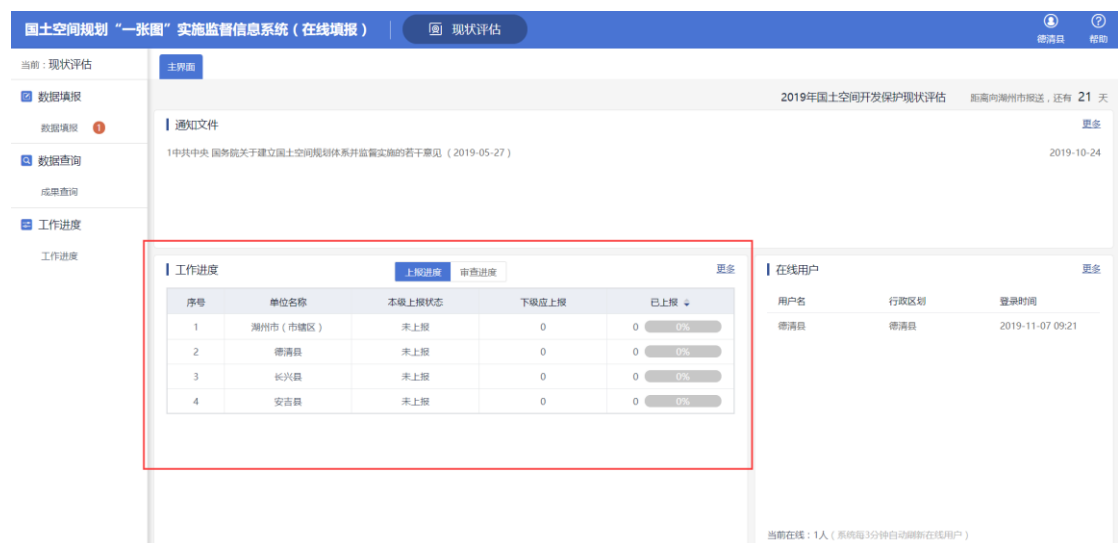 国土空间规划“一张图”实施监督信息系统（在线填报） 现状评估 德清县 帮助
当前：现状评估 主界面
数据填报
数据填报 1
数据查询
成果查询
工作进度
工作进度
2019年国土空间开发保护现状评估 距离向湖州市报送，还有 21 天
通知文件 更多
1中共中央 国务院关于建立国土空间规划体系并监督实施的若干意见（2019-05-27） 2019-10-24
工作进度 上报进度 审查进度 更多
序号 单位名称 本级上报状态 下级应上报 已上报
1 湖州市（市辖区） 未上报 0 0 0%
2 德清县 未上报 0 0 0%
3 长兴县 未上报 0 0 0%
4 安吉县 未上报 0 0 0%
在线用户 更多
用户名 行政区划 登录时间
德清县 德清县 2019-11-07 09:21
当前在线：1人（系统每3分钟自动刷新在线用户）